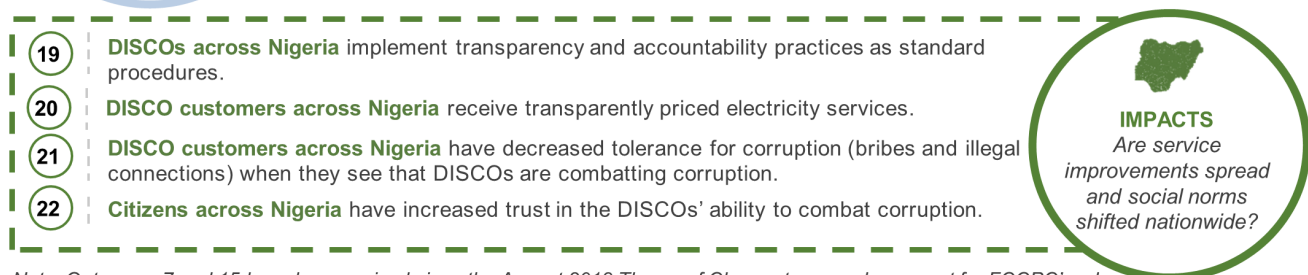 19 DISCOs across Nigeria implement transparency and accountability practices as standard
procedures.
20 DISCO customers across Nigeria receive transparently priced electricity services.
21 DISCO customers across Nigeria have decreased tolerance for corruption (bribes and illegal
connections) when they see that DISCOs are combatting corruption.
22 Citizens across Nigeria have increased trust in the DISCOs’ ability to combat corruption.
IMPACTS
Are service
improvements spread
and social norms
shifted nationwide?